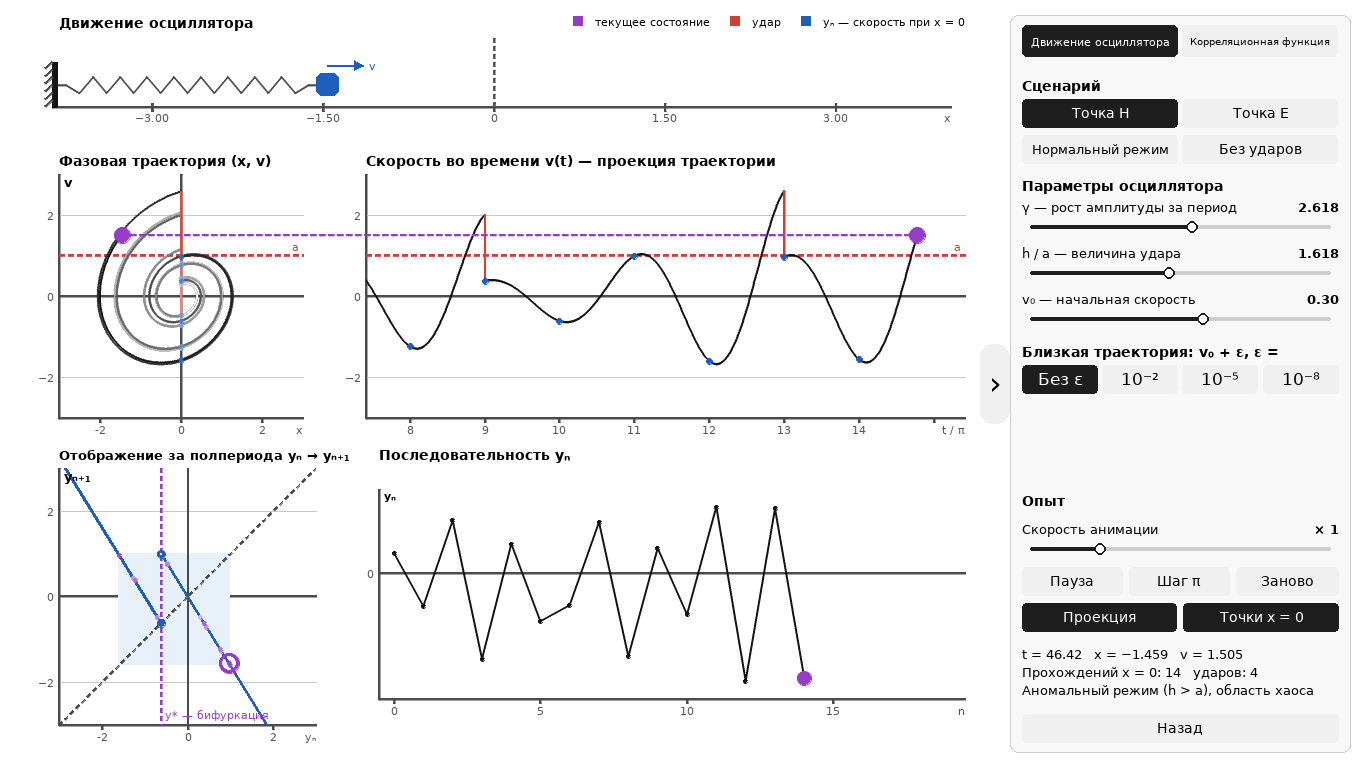 Движение осциллятора
текущее состояние
удар
yₙ — скорость при x = 0
v
−3.00
−1.50
0
1.50
3.00
x
Фазовая траектория (x, v)
v
2
0
−2
a
-2
0
2
x
Скорость во времени v(t) — проекция траектории
2
0
−2
a
8
9
10
11
12
13
14
t / π
Отображение за полпериода yₙ → yₙ₊₁
yₙ₊₁
2
0
−2
y* — бифуркация
-2
0
2
yₙ
Последовательность yₙ
yₙ
0
0
5
10
15
n
›
Движение осциллятора
Корреляционная функция
Сценарий
Точка H
Точка E
Нормальный режим
Без ударов
Параметры осциллятора
γ — рост амплитуды за период 2.618
h / a — величина удара 1.618
v₀ — начальная скорость 0.30
Близкая траектория: v₀ + ε, ε =
Без ε
10⁻²
10⁻⁵
10⁻⁸
Опыт
Скорость анимации × 1
Пауза
Шаг π
Заново
Проекция
Точки x = 0
t = 46.42 x = −1.459 v = 1.505
Прохождений x = 0: 14 ударов: 4
Аномальный режим (h > a), область хаоса
Назад